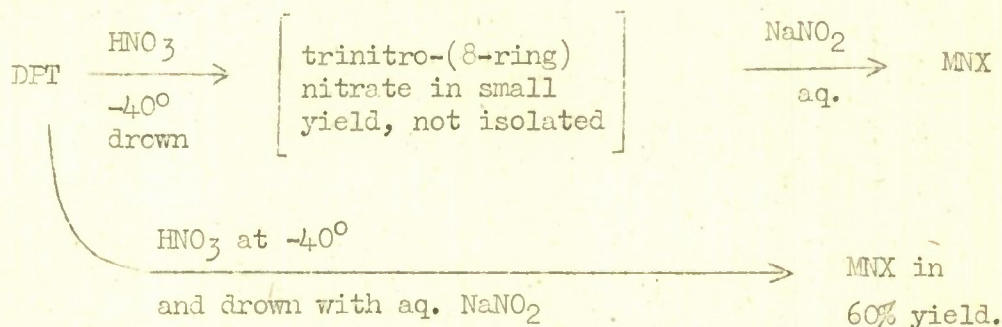 HNO3
DPT
-40°
drown
trinitro-(8-ring)
nitrate in small
yield, not isolated
NaNO2
aq.
MNX
HNO3 at -40°
and drown with aq. NaNO2
MNX in
60% yield.